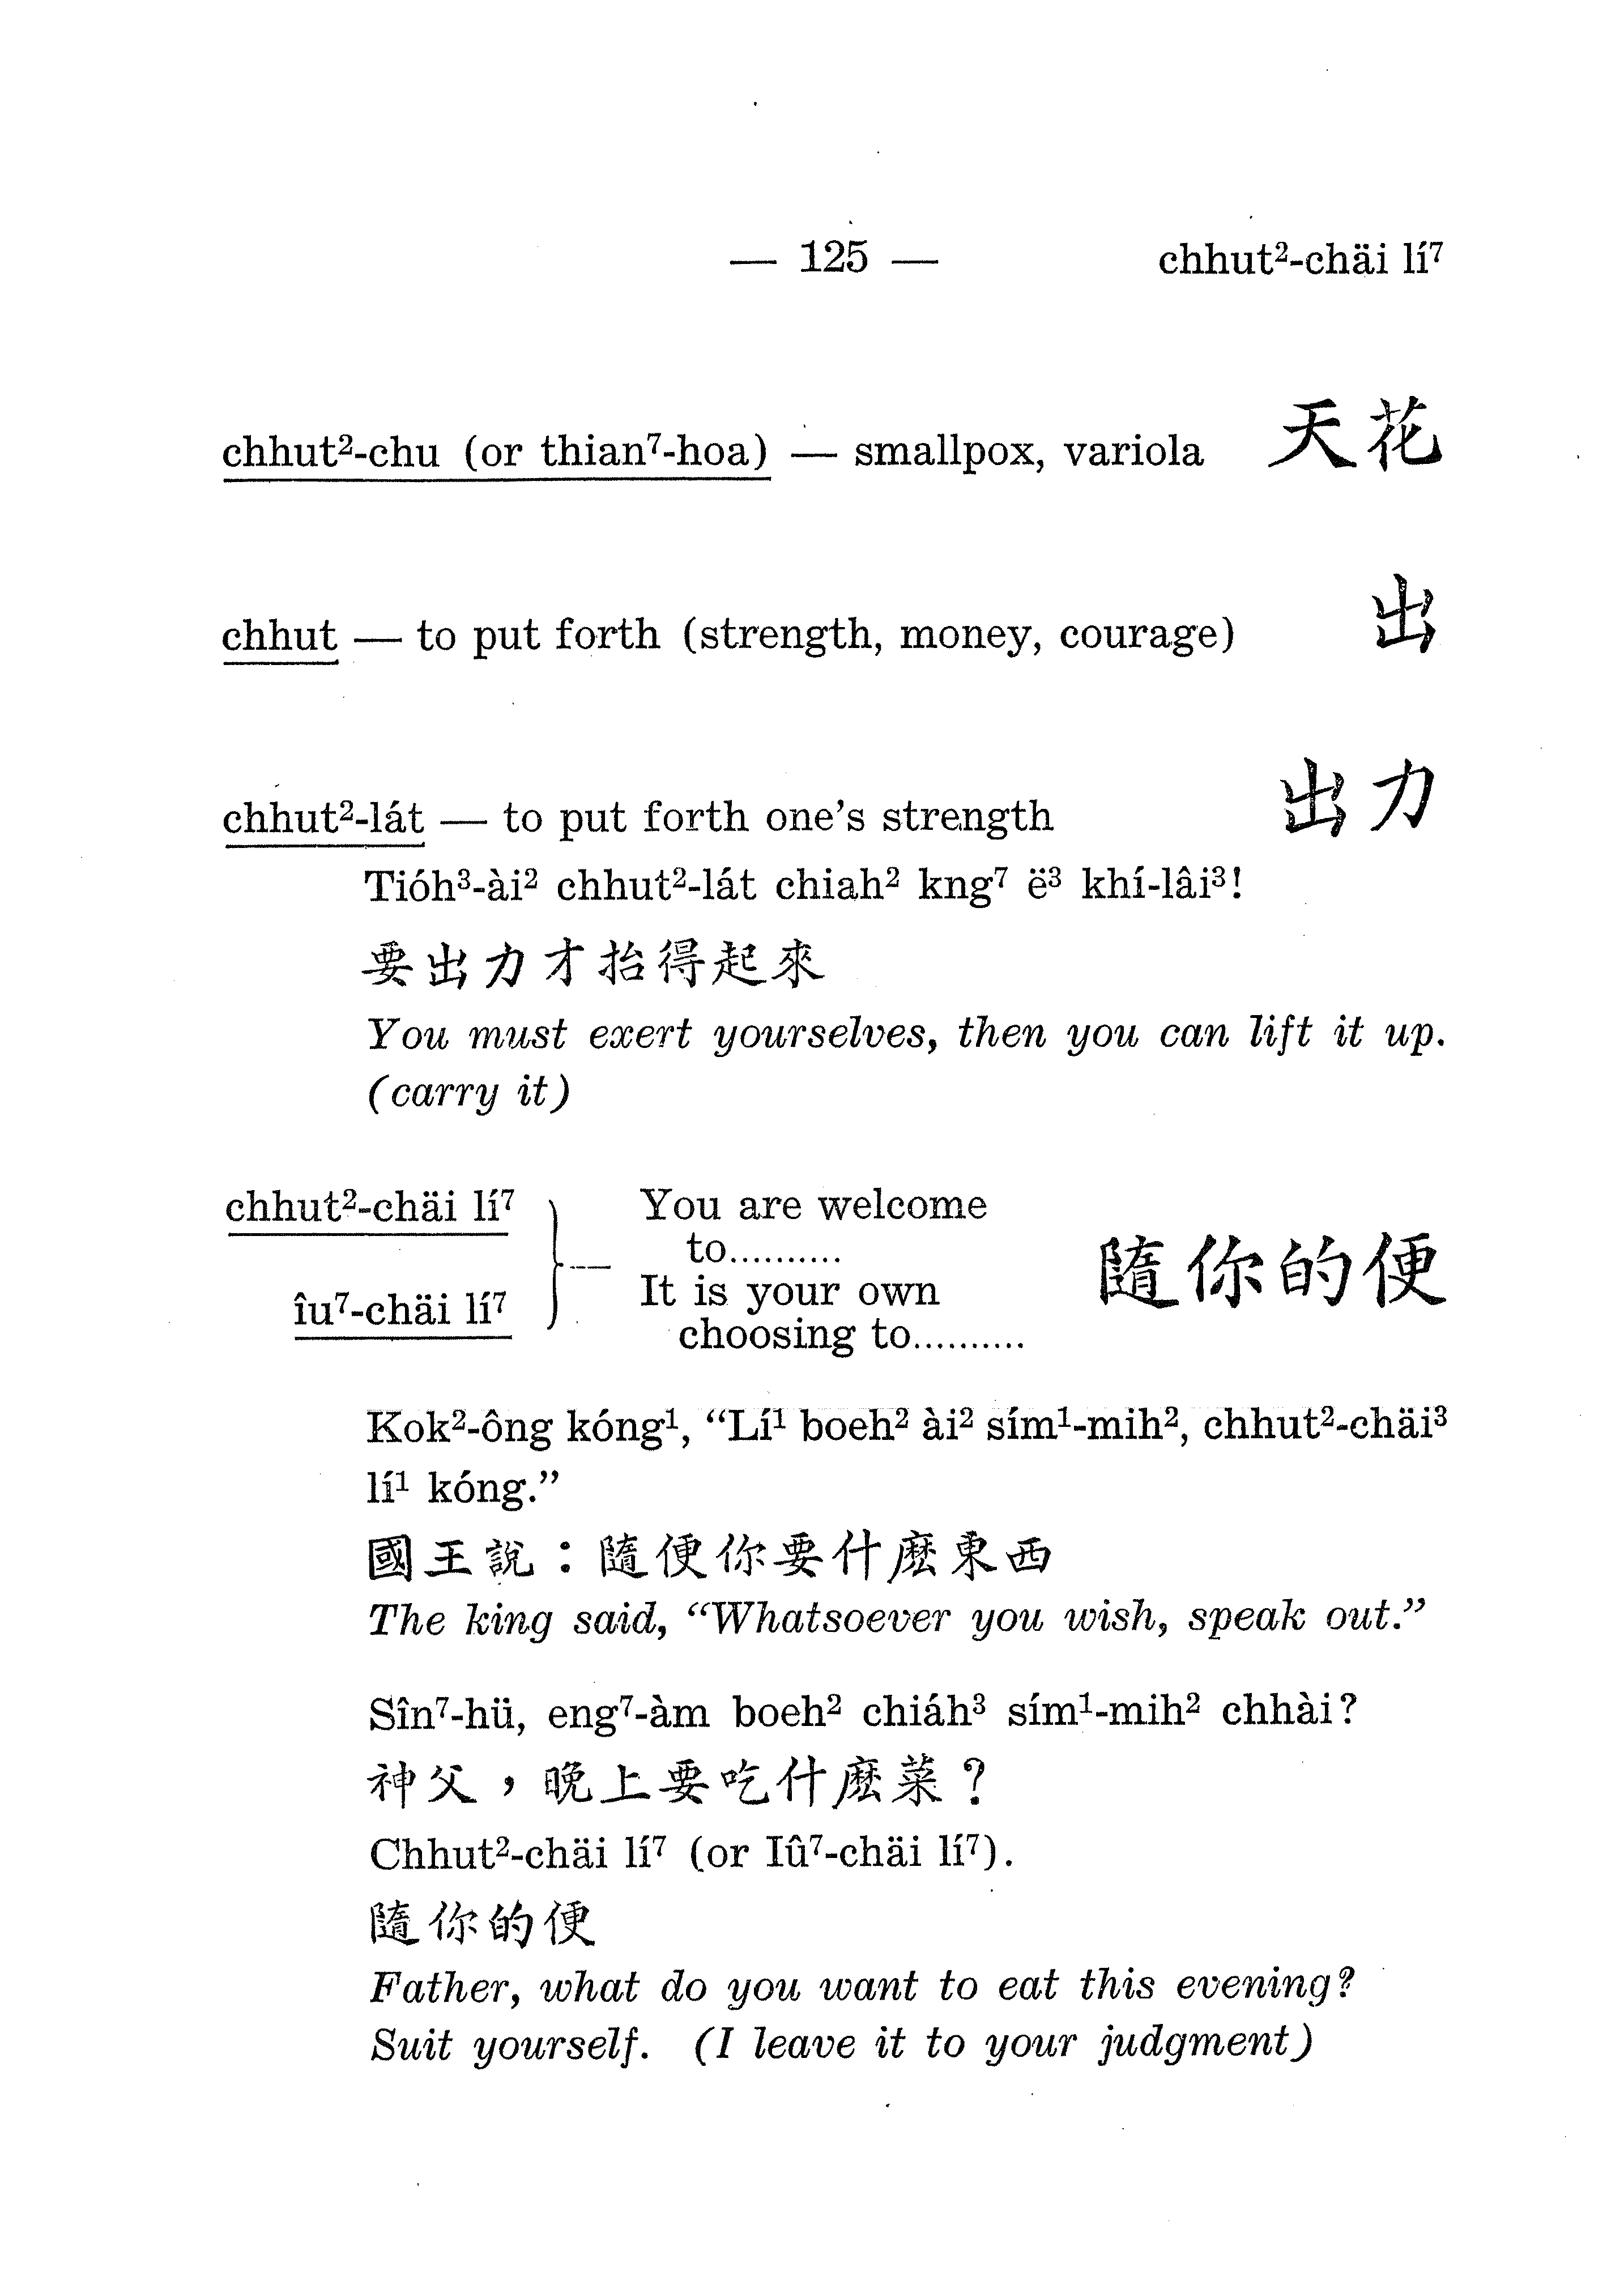 — 125 — chhut²-chäi lí⁷
chhut²-chu (or thian⁷-hoa) — smallpox, variola 天花
chhut — to put forth (strength, money, courage) 出
chhut²-lát — to put forth one's strength 出力
Tióh³-ài² chhut²-lát chiah² kng⁷ ë³ khí-lâi³!
要出力才抬得起來
You must exert yourselves, then you can lift it up.
(carry it)
chhut²-chäi lí⁷
îu⁷-chäi lí⁷
You are welcome
to..........
It is your own
choosing to..........
隨你的便
Kok²-ông kóng¹, “Lí¹ boeh² ài² sím¹-mih², chhut²-chäi³
lí¹ kóng.”
國王說：隨便你要什麼東西
The king said, “Whatsoever you wish, speak out.”
Sîn⁷-hü, eng⁷-àm boeh² chiáh³ sím¹-mih² chhài?
神父，晚上要吃什麼菜？
Chhut²-chäi lí⁷ (or Iû⁷-chäi lí⁷).
隨你的便
Father, what do you want to eat this evening?
Suit yourself. (I leave it to your judgment)